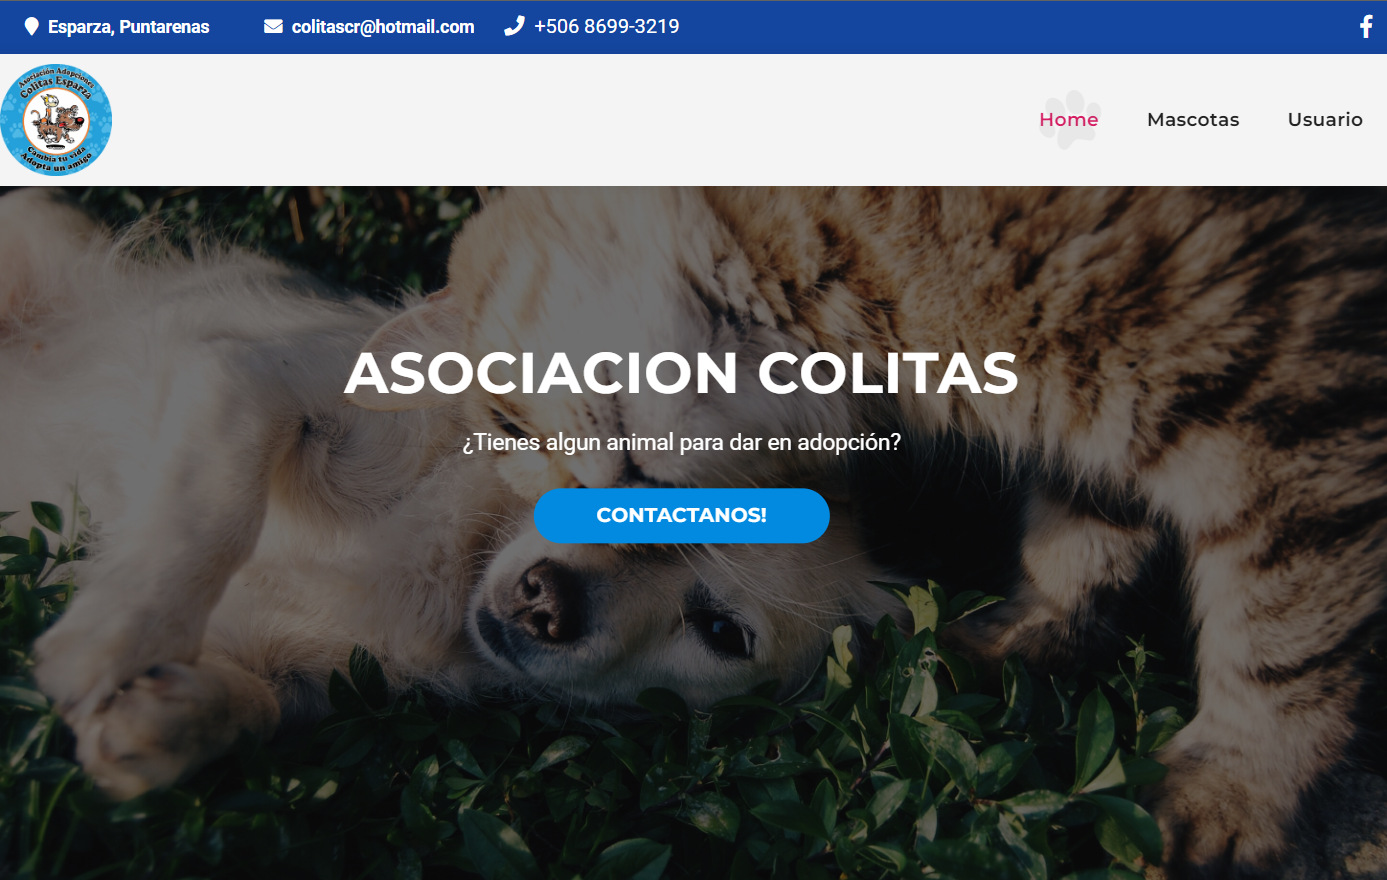 Esparza, Puntarenas
colitascr@hotmail.com
+506 8699-3219
Asociación Adopciones
Colitas Esparza
Cambia tu vida
Adopta un amigo
Home
Mascotas
Usuario
ASOCIACION COLITAS
¿Tienes algun animal para dar en adopción?
CONTACTANOS!